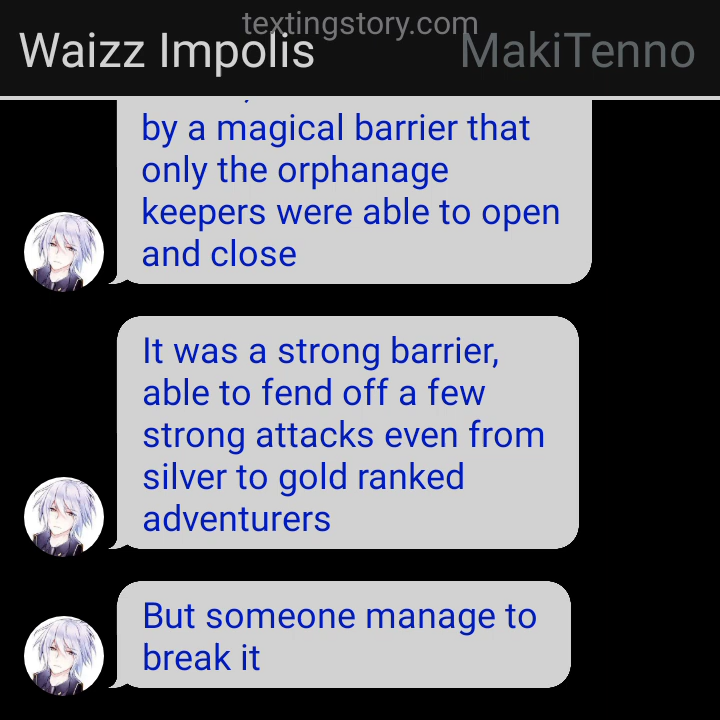 textingstory.com
Waizz Impolis MakiTenno
by a magical barrier that
only the orphanage
keepers were able to open
and close
It was a strong barrier,
able to fend off a few
strong attacks even from
silver to gold ranked
adventurers
But someone manage to
break it